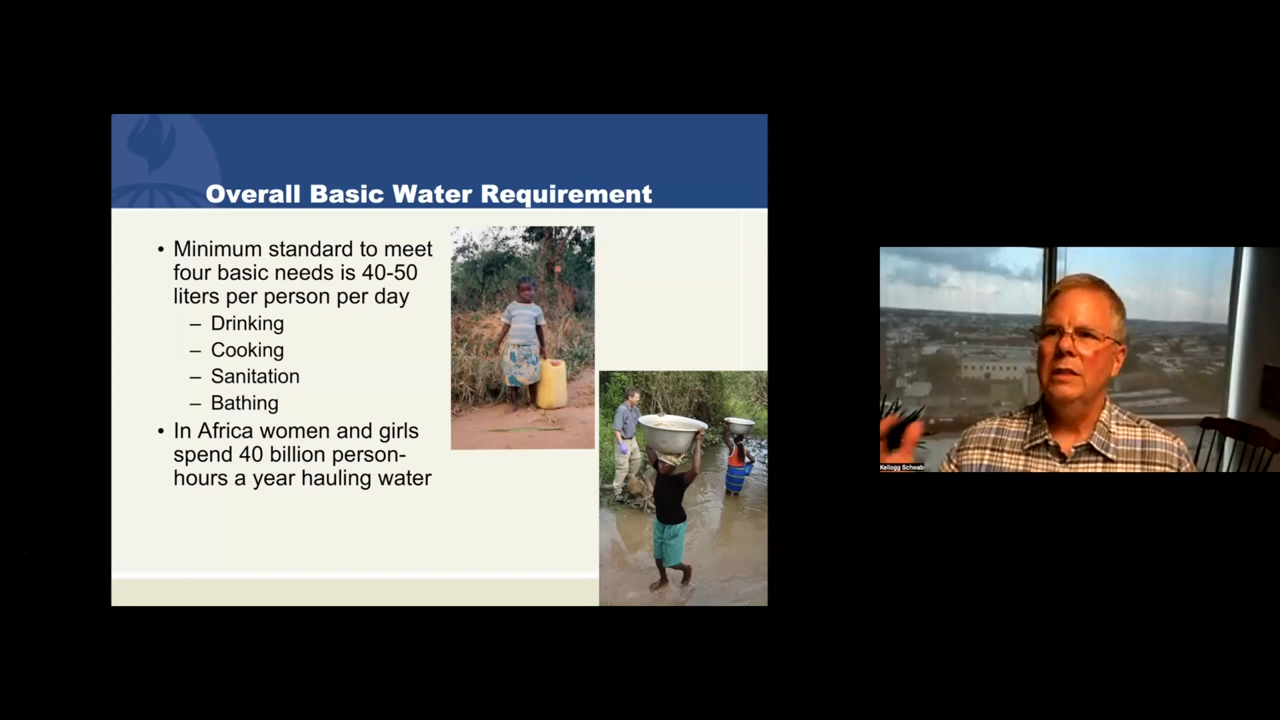 Overall Basic Water Requirement
• Minimum standard to meet
four basic needs is 40-50
liters per person per day
– Drinking
– Cooking
– Sanitation
– Bathing
• In Africa women and girls
spend 40 billion person-
hours a year hauling water
Kellogg Schwab